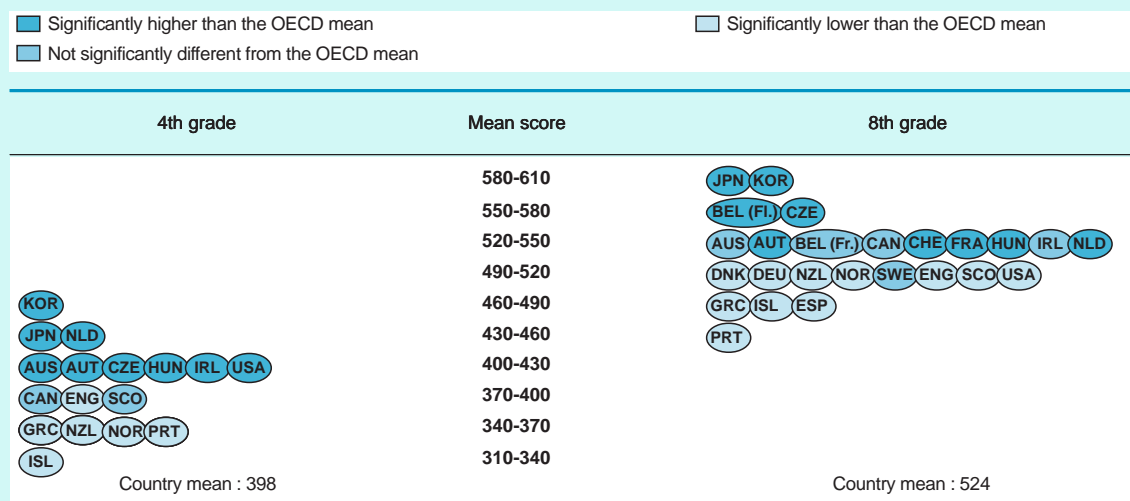 Significantly higher than the OECD mean Significantly lower than the OECD mean
Not significantly different from the OECD mean
4th grade Mean score 8th grade
580-610 JPN KOR
550-580 BEL (Fl.) CZE
520-550 AUS AUT BEL (Fr.) CAN CHE FRA HUN IRL NLD
490-520 DNK DEU NZL NOR SWE ENG SCO USA
KOR 460-490 GRC ISL ESP
JPN NLD 430-460 PRT
AUS AUT CZE HUN IRL USA 400-430
CAN ENG SCO 370-400
GRC NZL NOR PRT 340-370
ISL 310-340
Country mean : 398 Country mean : 524